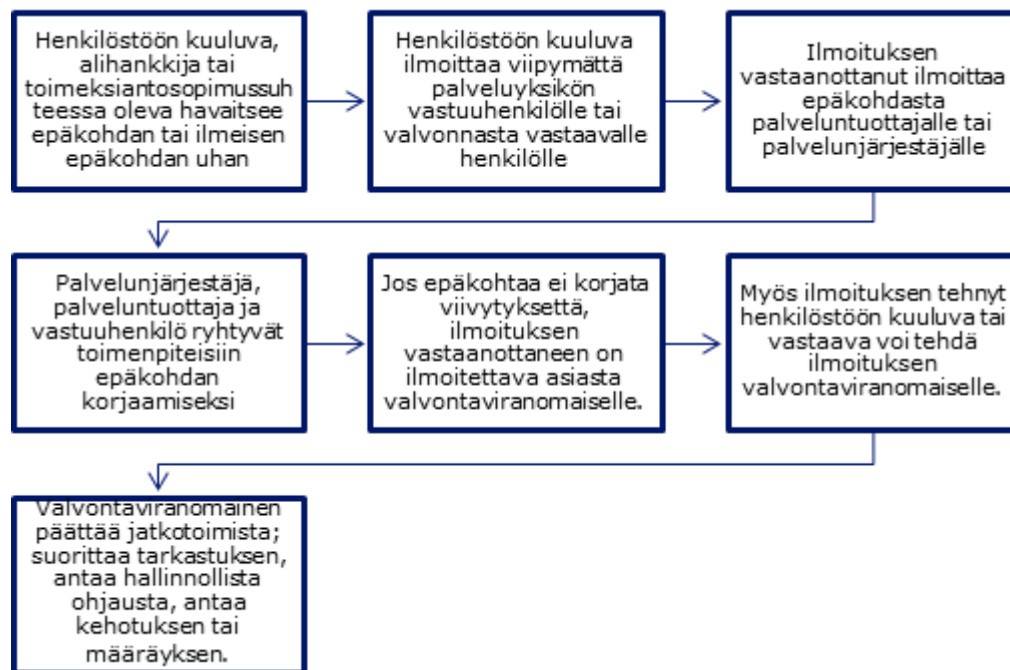 Henkilöstöön kuuluva,
alihankkija tai
toimeksiantosopimussuh
teessa oleva havaitsee
epäkohdan tai ilmeisen
epäkohdan uhan
Henkilöstöön kuuluva
ilmoittaa viipymättä
palveluyksikön
vastuuhenkilölle tai
valvonnasta vastaavalle
henkilölle
Ilmoituksen
vastaanottanut ilmoittaa
epäkohdasta
palveluntuottajalle tai
palvelunjärjestäjälle
Palvelunjärjestäjä,
palveluntuottaja ja
vastuuhenkilö ryhtyvät
toimenpiteisiin
epäkohdan
korjaamiseksi
Jos epäkohtaa ei korjata
viivytyksettä,
ilmoituksen
vastaanottaneen on
ilmoitettava asiasta
valvontaviranomaiselle.
Myös ilmoituksen tehnyt
henkilöstöön kuuluva tai
vastaava voi tehdä
ilmoituksen
valvontaviranomaiselle.
Valvontaviranomainen
päättää jatkotoimista;
suorittaa tarkastuksen,
antaa hallinnollista
ohjausta, antaa
kehotuksen tai
määräyksen.